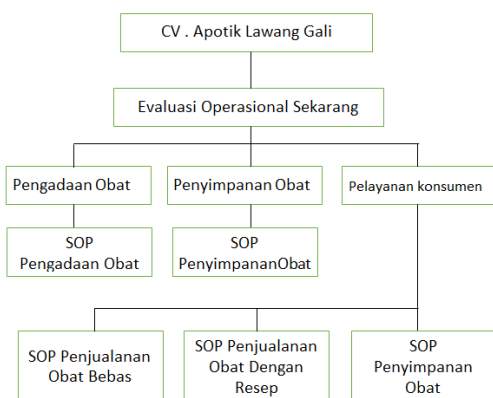 CV . Apotik Lawang Gali
Evaluasi Operasional Sekarang
Pengadaan Obat
Penyimpanan Obat
Pelayanan konsumen
SOP
Pengadaan Obat
SOP
PenyimpananObat
SOP Penjualanan
Obat Bebas
SOP Penjualanan
Obat Dengan
Resep
SOP
Penyimpanan
Obat